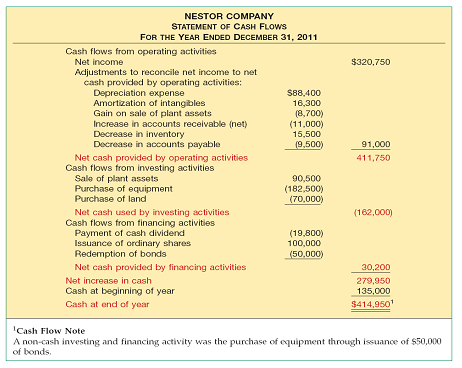 NESTOR COMPANY
STATEMENT OF CASH FLOWS
FOR THE YEAR ENDED DECEMBER 31, 2011
Cash flows from operating activities
Net income $320,750
Adjustments to reconcile net income to net
cash provided by operating activities:
Depreciation expense $88,400
Amortization of intangibles 16,300
Gain on sale of plant assets (8,700)
Increase in accounts receivable (net) (11,000)
Decrease in inventory 15,500
Decrease in accounts payable (9,500) 91,000
Net cash provided by operating activities 411,750
Cash flows from investing activities
Sale of plant assets 90,500
Purchase of equipment (182,500)
Purchase of land (70,000)
Net cash used by investing activities (162,000)
Cash flows from financing activities
Payment of cash dividend (19,800)
Issuance of ordinary shares 100,000
Redemption of bonds (50,000)
Net cash provided by financing activities 30,200
Net increase in cash 279,950
Cash at beginning of year 135,000
Cash at end of year $414,950¹
¹Cash Flow Note
A non-cash investing and financing activity was the purchase of equipment through issuance of $50,000
of bonds.